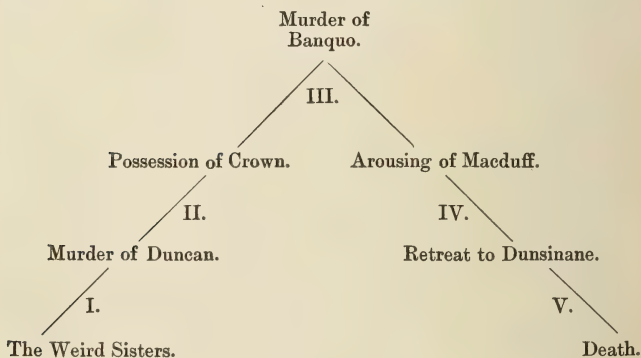 Murder of
Banquo.
III.
Possession of Crown. Arousing of Macduff.
II. IV.
Murder of Duncan. Retreat to Dunsinane.
I. V.
The Weird Sisters. Death.